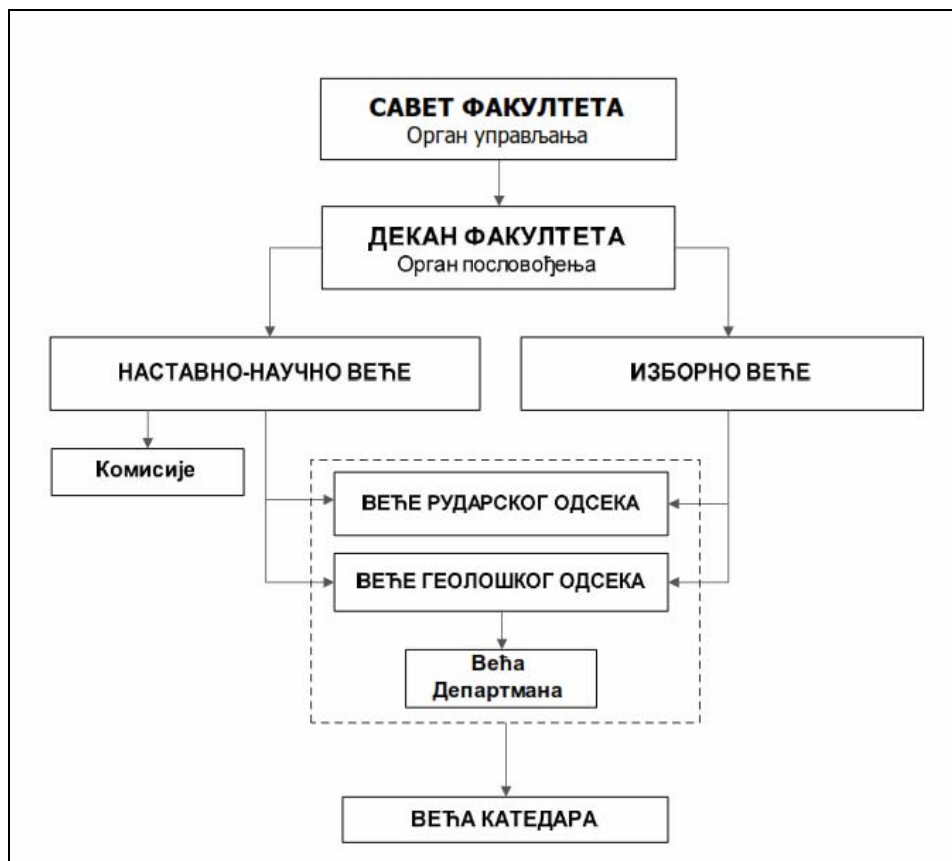 САВЕТ ФАКУЛТЕТА
Орган управљања
ДЕКАН ФАКУЛТЕТА
Орган пословођења
НАСТАВНО-НАУЧНО ВЕЋЕ
ИЗБОРНО ВЕЋЕ
Комисије
ВЕЋЕ РУДАРСКОГ ОДСЕКА
ВЕЋЕ ГЕОЛОШКОГ ОДСЕКА
Већа
Департмана
ВЕЋА КАТЕДАРА